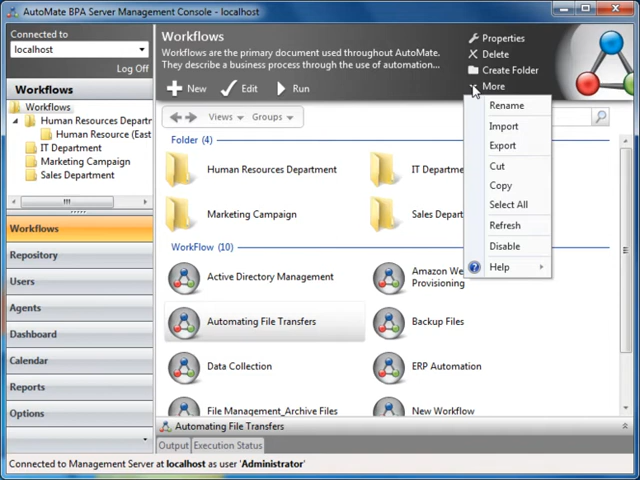 AutoMate BPA Server Management Console - localhost
Connected to
localhost
Log Off
Workflows
Workflows
Human Resources Departr
Human Resource (East
IT Department
Marketing Campaign
Sales Department
Workflows
Repository
Users
Agents
Dashboard
Calendar
Reports
Options
Workflows
Workflows are the primary document used throughout AutoMate.
They describe a business process through the use of automation...
New
Edit
Run
Properties
Delete
Create Folder
More
Rename
Import
Export
Cut
Copy
Select All
Refresh
Disable
Help
Views
Groups
Folder (4)
Human Resources Department
IT Departme
Marketing Campaign
Sales Depart
WorkFlow (10)
Active Directory Management
Amazon We
Provisioning
Automating File Transfers
Backup Files
Data Collection
ERP Automation
File Management_Archive Files
New Workflow
Automating File Transfers
Output
Execution Status
Connected to Management Server at localhost as user 'Administrator'